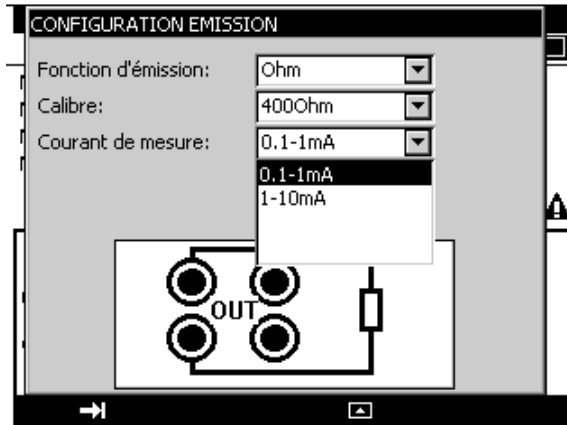 CONFIGURATION EMISSION
Fonction d'émission: Ohm
Calibre: 400Ohm
Courant de mesure: 0.1-1mA
0.1-1mA
1-10mA
OUT